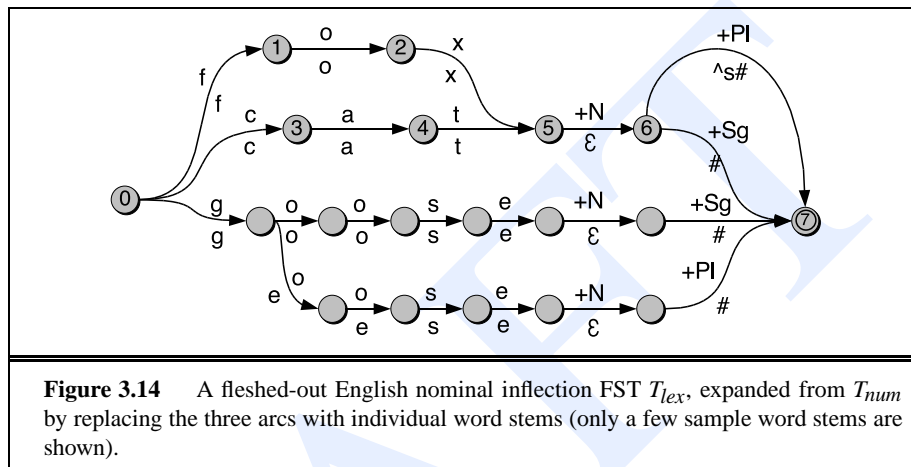 +Pl
1 o 2 x
o x ^s#
f
f
c a t +N +Sg
3 4 5 6
c a t ε #
0
g o o s e +N +Sg
7
g o o s e ε #
o +Pl
e o s e +N
e s e ε #
DRAFT
Figure 3.14 A fleshed-out English nominal inflection FST Tlex, expanded from Tnum
by replacing the three arcs with individual word stems (only a few sample word stems are
shown).